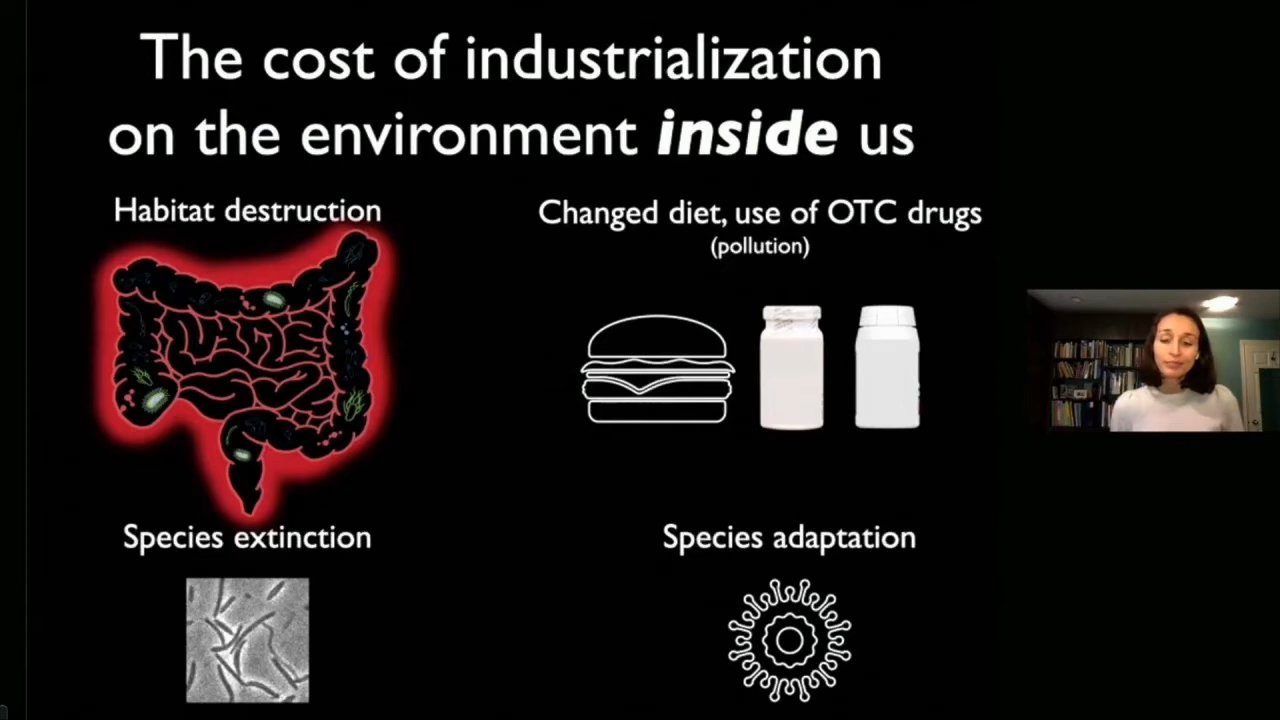 The cost of industrialization
on the environment inside us
Habitat destruction
Changed diet, use of OTC drugs
(pollution)
Species extinction
Species adaptation